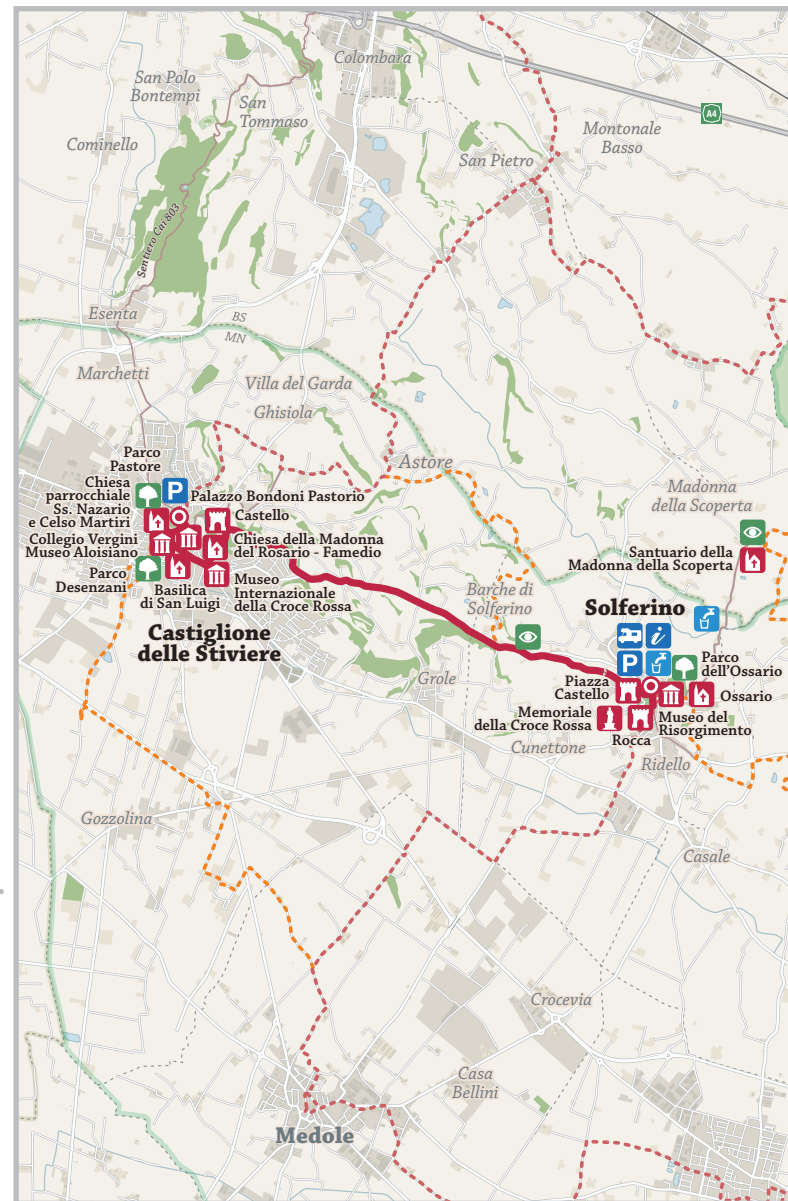 Colombara
San Polo
Bontempi
San
Tommaso
A4
Cominello
Montonale
Basso
San Pietro
Sentiero Cai 803
Esenta
BS
MN
Marchetti
Villa del Garda
Ghisiola
Astore
Parco
Pastore
Chiesa
parrocchiale
Ss. Nazario
e Celso Martiri
P
Palazzo Bondoni Pastorio
Castello
Collegio Vergini
Museo Aloisiano
Chiesa della Madonna
del Rosario - Famedio
Parco
Desenzani
Basilica
di San Luigi
Museo
Internazionale
della Croce Rossa
Castiglione
delle Stiviere
Madonna
della Scoperta
Santuario della
Madonna della Scoperta
Barche di
Solferino
Solferino
i
P
Parco
dell'Ossario
Grole
Piazza
Castello
Ossario
Memoriale
della Croce Rossa
Museo del
Risorgimento
Rocca
Cunettone
Ridello
Gozzolina
Casale
Crocevia
Casa
Bellini
Medole